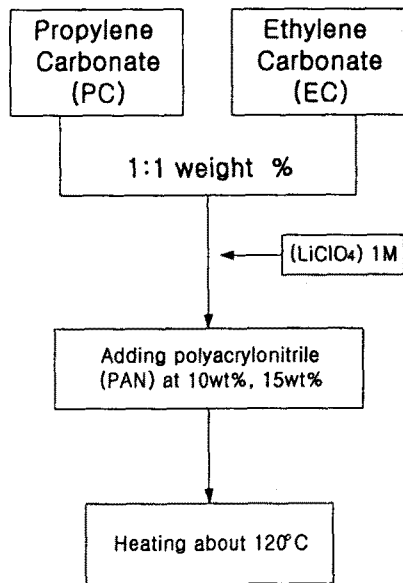 Propylene
Carbonate
(PC)
Ethylene
Carbonate
(EC)
1:1 weight %
(LiClO₄) 1M
Adding polyacrylonitrile
(PAN) at 10wt%, 15wt%
Heating about 120°C